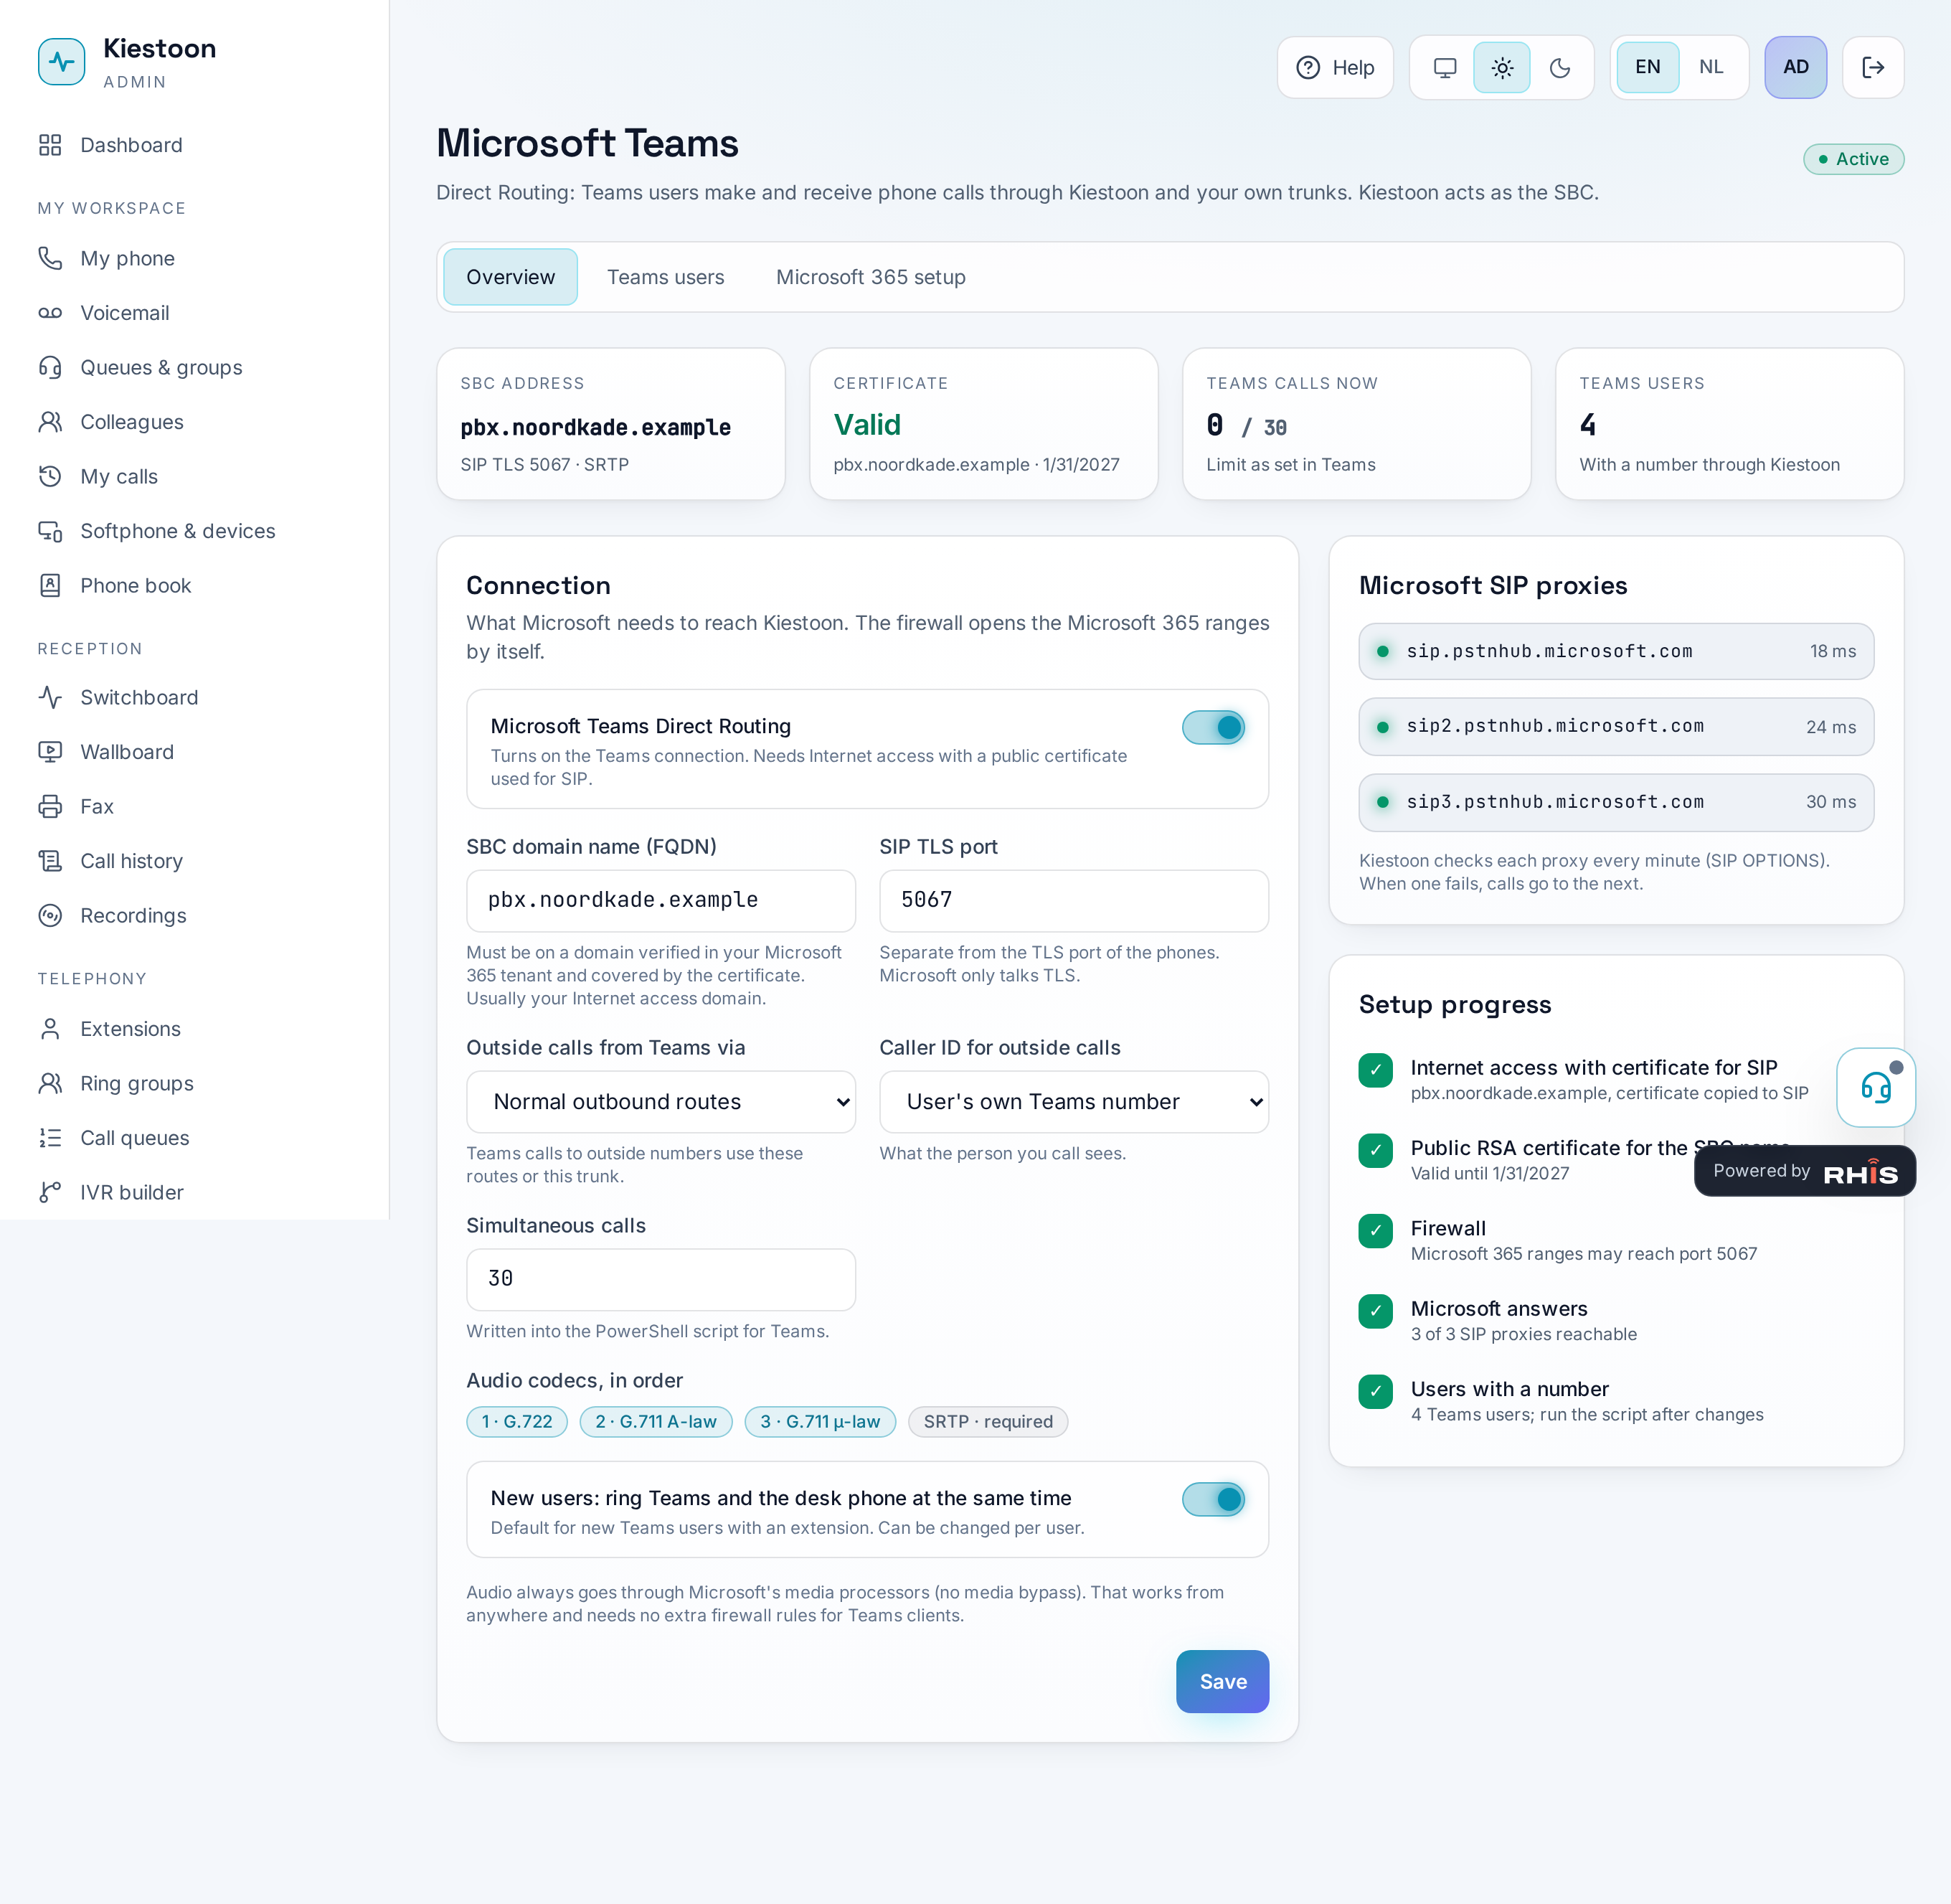 Kiestoon
ADMIN
Dashboard
MY WORKSPACE
My phone
Voicemail
Queues & groups
Colleagues
My calls
Softphone & devices
Phone book
RECEPTION
Switchboard
Wallboard
Fax
Call history
Recordings
TELEPHONY
Extensions
Ring groups
Call queues
IVR builder
Help
EN NL
AD
Microsoft Teams
Active
Direct Routing: Teams users make and receive phone calls through Kiestoon and your own trunks. Kiestoon acts as the SBC.
Overview Teams users Microsoft 365 setup
SBC ADDRESS
pbx.noordkade.example
SIP TLS 5067 · SRTP
CERTIFICATE
Valid
pbx.noordkade.example · 1/31/2027
TEAMS CALLS NOW
0 / 30
Limit as set in Teams
TEAMS USERS
4
With a number through Kiestoon
Connection
What Microsoft needs to reach Kiestoon. The firewall opens the Microsoft 365 ranges
by itself.
Microsoft Teams Direct Routing
Turns on the Teams connection. Needs Internet access with a public certificate
used for SIP.
SBC domain name (FQDN)
pbx.noordkade.example
Must be on a domain verified in your Microsoft
365 tenant and covered by the certificate.
Usually your Internet access domain.
SIP TLS port
5067
Separate from the TLS port of the phones.
Microsoft only talks TLS.
Outside calls from Teams via
Normal outbound routes
Teams calls to outside numbers use these
routes or this trunk.
Caller ID for outside calls
User's own Teams number
What the person you call sees.
Simultaneous calls
30
Written into the PowerShell script for Teams.
Audio codecs, in order
1 · G.722 2 · G.711 A-law 3 · G.711 µ-law SRTP · required
New users: ring Teams and the desk phone at the same time
Default for new Teams users with an extension. Can be changed per user.
Audio always goes through Microsoft's media processors (no media bypass). That works from
anywhere and needs no extra firewall rules for Teams clients.
Save
Microsoft SIP proxies
sip.pstnhub.microsoft.com 18 ms
sip2.pstnhub.microsoft.com 24 ms
sip3.pstnhub.microsoft.com 30 ms
Kiestoon checks each proxy every minute (SIP OPTIONS).
When one fails, calls go to the next.
Setup progress
Internet access with certificate for SIP
pbx.noordkade.example, certificate copied to SIP
Public RSA certificate for the
Valid until 1/31/2027
Powered by RHIS
Firewall
Microsoft 365 ranges may reach port 5067
Microsoft answers
3 of 3 SIP proxies reachable
Users with a number
4 Teams users; run the script after changes